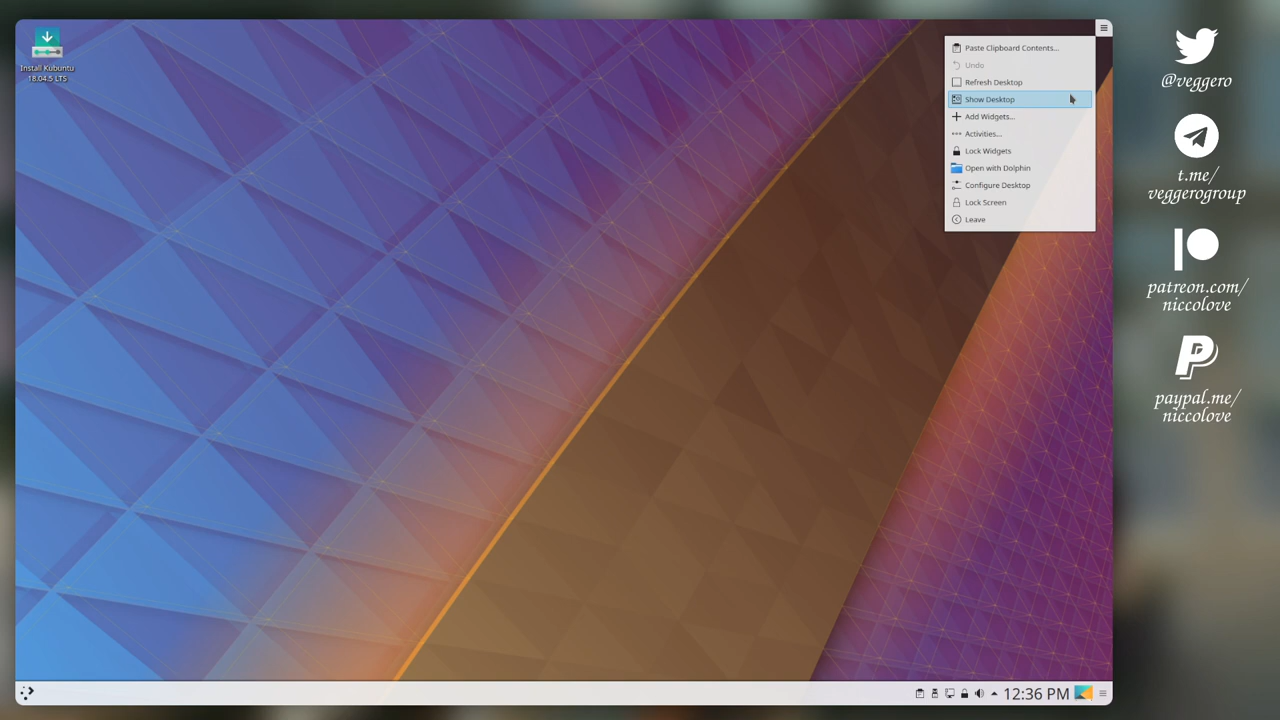 Install Kubuntu
18.04.5 LTS
Paste Clipboard Contents...
Undo
Refresh Desktop
Show Desktop
Add Widgets...
Activities...
Lock Widgets
Open with Dolphin
Configure Desktop
Lock Screen
Leave
12:36 PM
@veggero
t.me/
veggerogroup
patreon.com/
niccolove
paypal.me/
niccolove